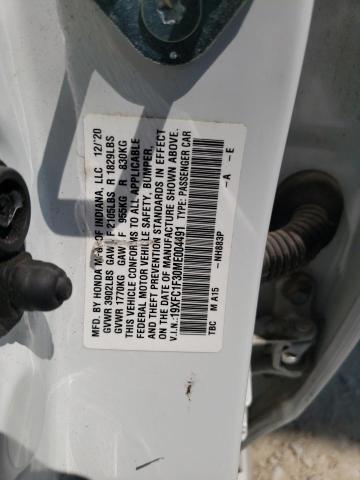 MFD. BY HONDA MFG. OF INDIANA, LLC 12/'20
GVWR 3902LBS GAWR F 2105LBS R 1829LBS
GVWR 1770KG GAWR F 955KG R 830KG
THIS VEHICLE CONFORMS TO ALL APPLICABLE
FEDERAL MOTOR VEHICLE SAFETY, BUMPER,
AND THEFT PREVENTION STANDARDS IN EFFECT
ON THE DATE OF MANUFACTURE SHOWN ABOVE.
V.I.N.: 19XFC1F30ME004491 TYPE: PASSENGER CAR
–NH883P –A –E
TBC M A15